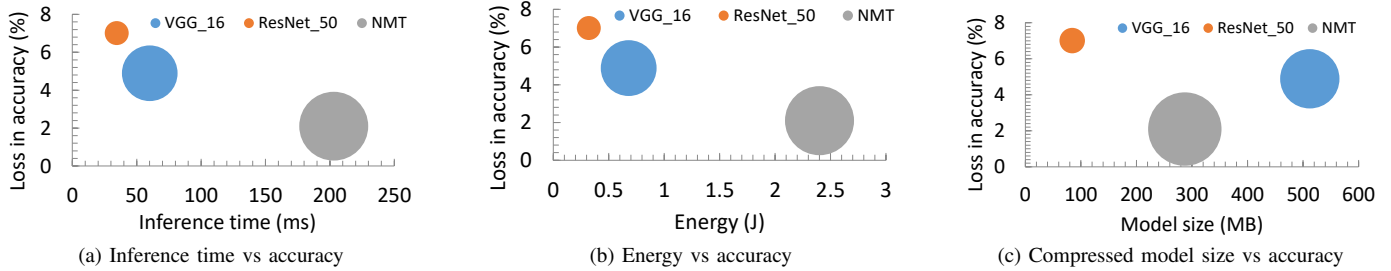 Loss in accuracy (%)
8
6
4
2
0
VGG_16 ResNet_50 NMT
0 50 100 150 200 250
Inference time (ms)
(a) Inference time vs accuracy
Loss in accuracy (%)
8
6
4
2
0
VGG_16 ResNet_50 NMT
0 0.5 1 1.5 2 2.5 3
Energy (J)
(b) Energy vs accuracy
Loss in accuracy (%)
8
6
4
2
0
VGG_16 ResNet_50 NMT
0 100 200 300 400 500 600
Model size (MB)
(c) Compressed model size vs accuracy